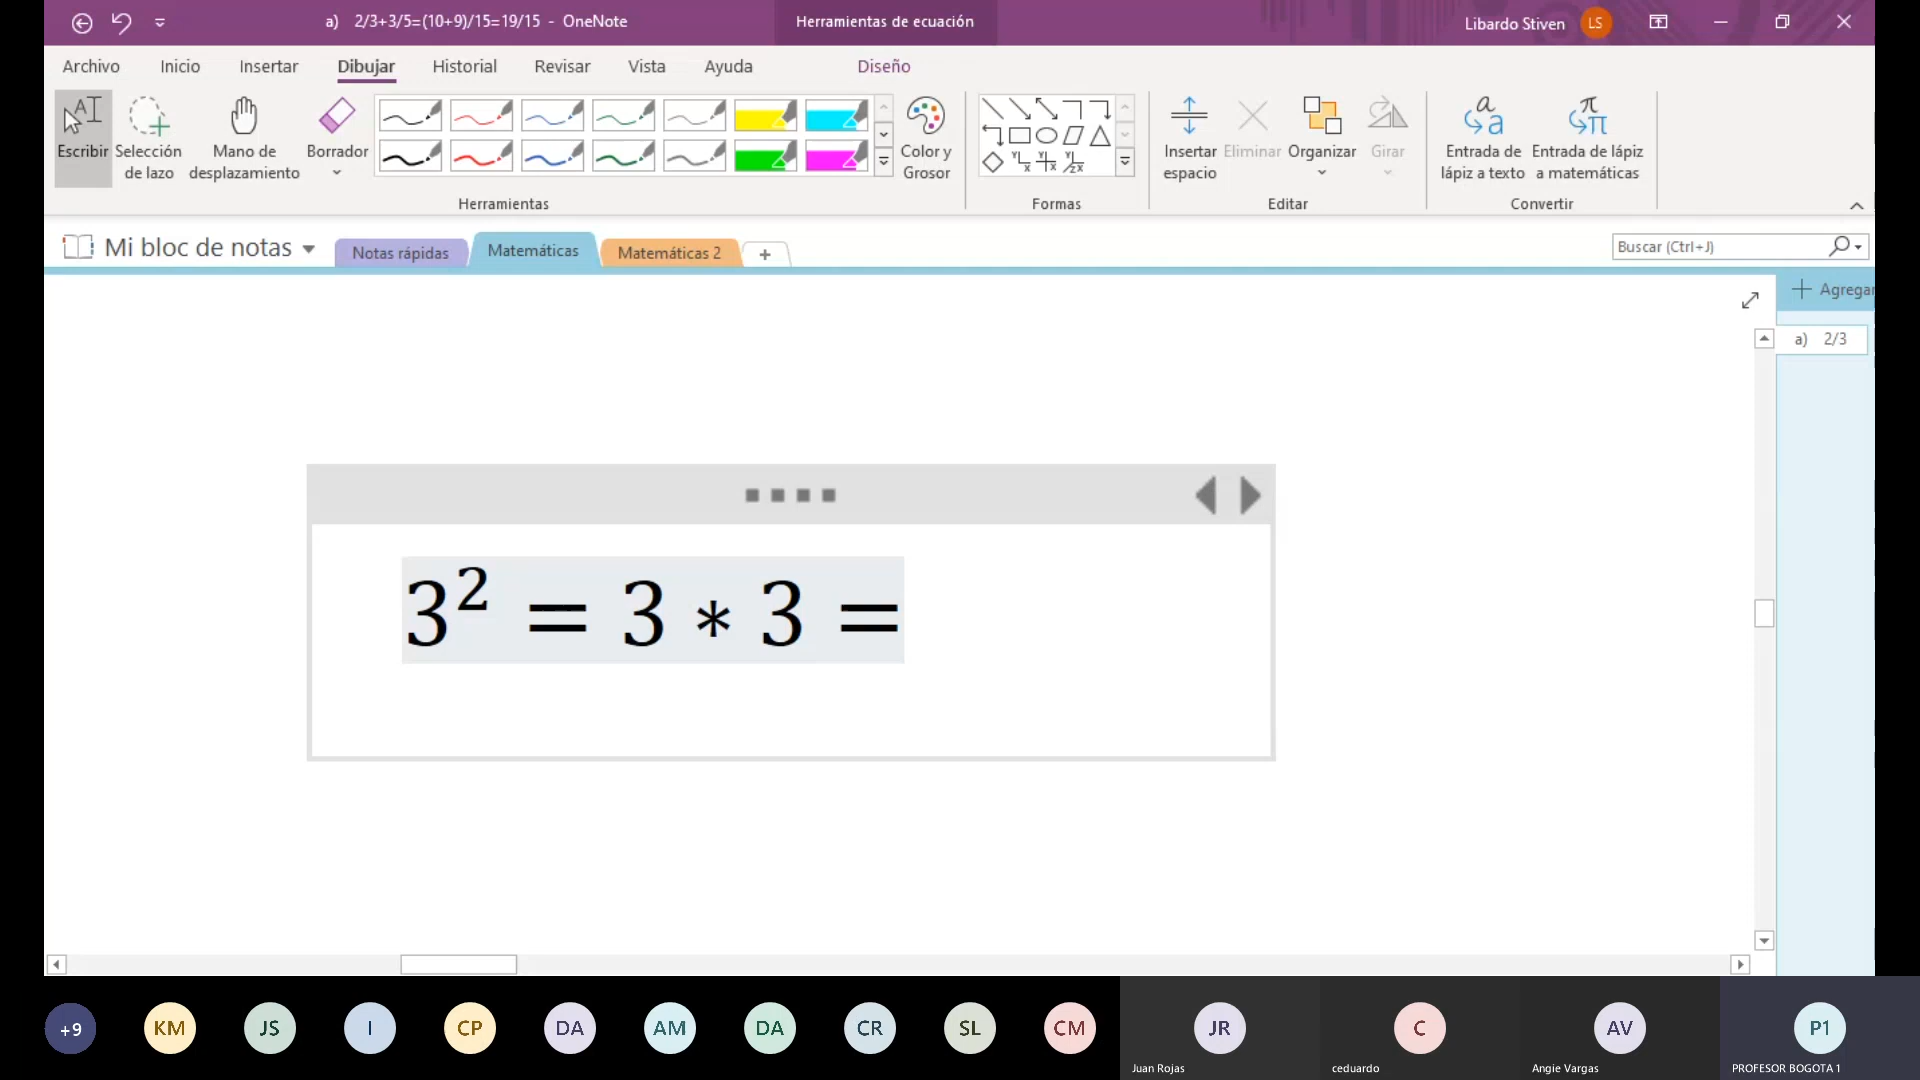 a) 2/3+3/5=(10+9)/15=19/15 - OneNote
Herramientas de ecuación
Libardo Stiven
LS
Archivo
Inicio
Insertar
Dibujar
Historial
Revisar
Vista
Ayuda
Diseño
Escribir
Selección de lazo
Mano de desplazamiento
Borrador
Color y Grosor
Insertar espacio
Eliminar
Organizar
Girar
Entrada de lápiz a texto
Entrada de lápiz a matemáticas
Herramientas
Formas
Editar
Convertir
Mi bloc de notas
Notas rápidas
Matemáticas
Matemáticas 2
Buscar (Ctrl+J)
Agregar
a) 2/3
3² = 3 * 3 =
+9
KM
JS
I
CP
DA
AM
DA
CR
SL
CM
JR
C
AV
P1
Juan Rojas
ceduardo
Angie Vargas
PROFESOR BOGOTA 1